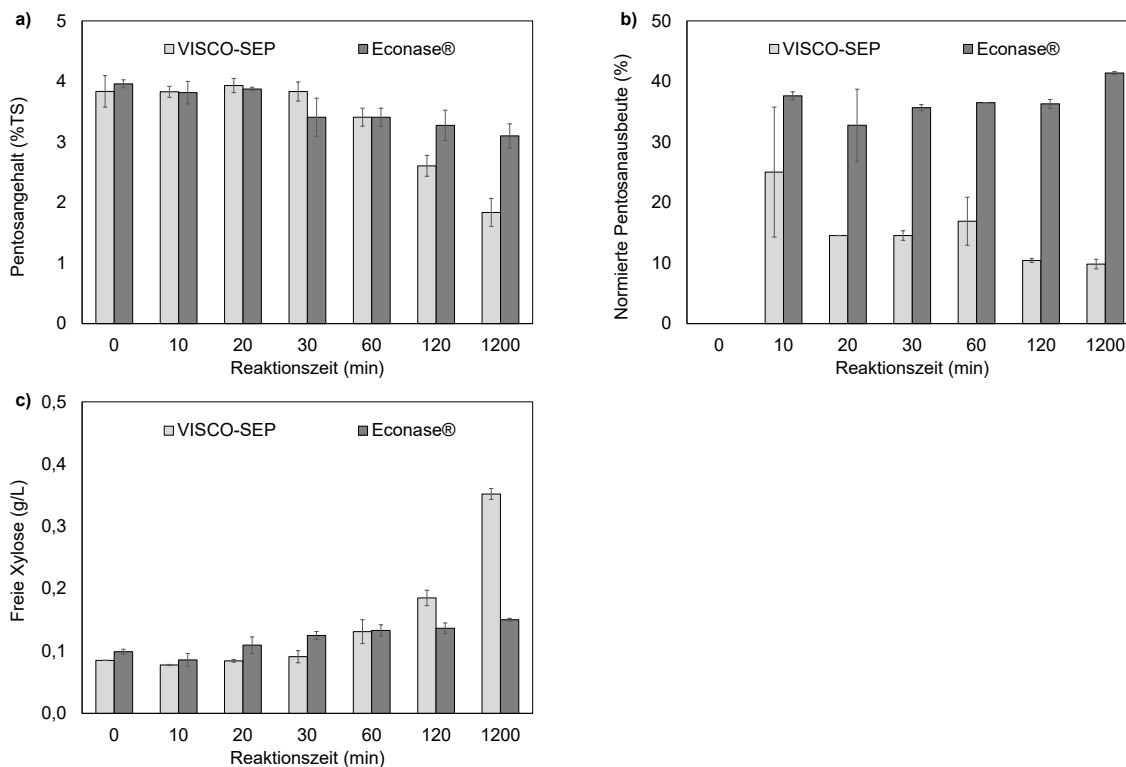 a)
VISCO-SEP Econase®
Pentosangehalt (%TS)
5
4
3
2
1
0
0 10 20 30 60 120 1200
Reaktionszeit (min)
b)
VISCO-SEP Econase®
Normierte Pentosanausbeute (%)
50
40
30
20
10
0
0 10 20 30 60 120 1200
Reaktionszeit (min)
c)
VISCO-SEP Econase®
Freie Xylose (g/L)
0,5
0,4
0,3
0,2
0,1
0,0
0 10 20 30 60 120 1200
Reaktionszeit (min)